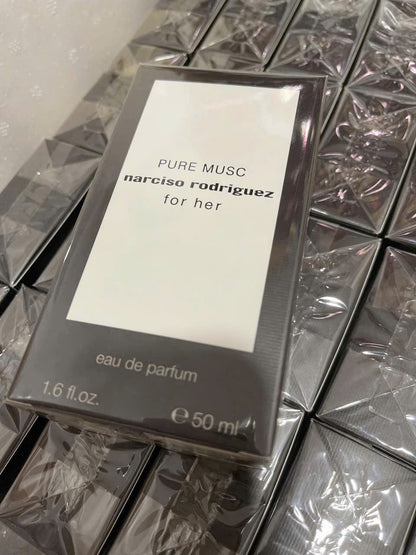 PURE MUSC
narciso rodriguez
for her
eau de parfum
1.6 fl.oz. ℮ 50 ml